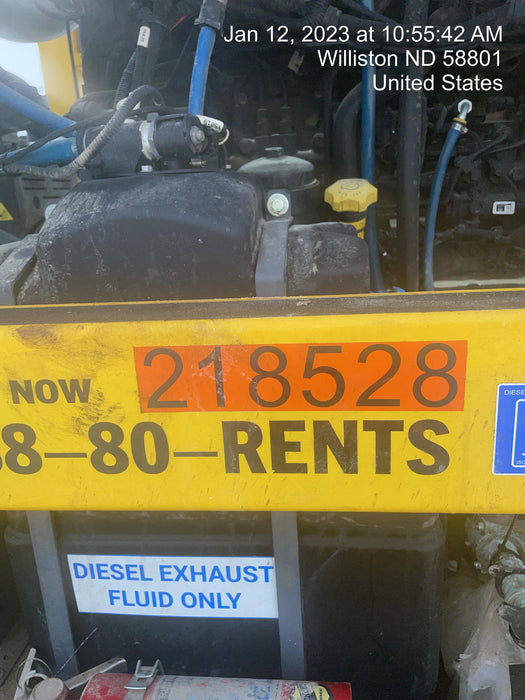 Jan 12, 2023 at 10:55:42 AM
Williston ND 58801
United States
NOW
218528
8-80-RENTS
DIESEL EXHAUST
FLUID ONLY